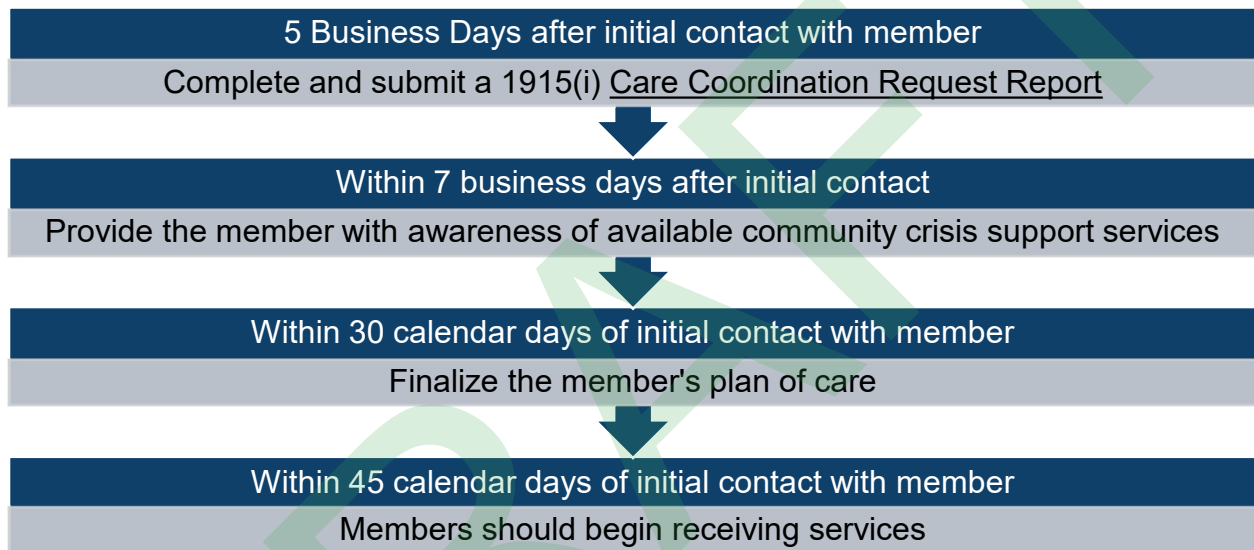 5 Business Days after initial contact with member
Complete and submit a 1915(i) Care Coordination Request Report
Within 7 business days after initial contact
Provide the member with awareness of available community crisis support services
Within 30 calendar days of initial contact with member
Finalize the member's plan of care
Within 45 calendar days of initial contact with member
Members should begin receiving services
DRAFT